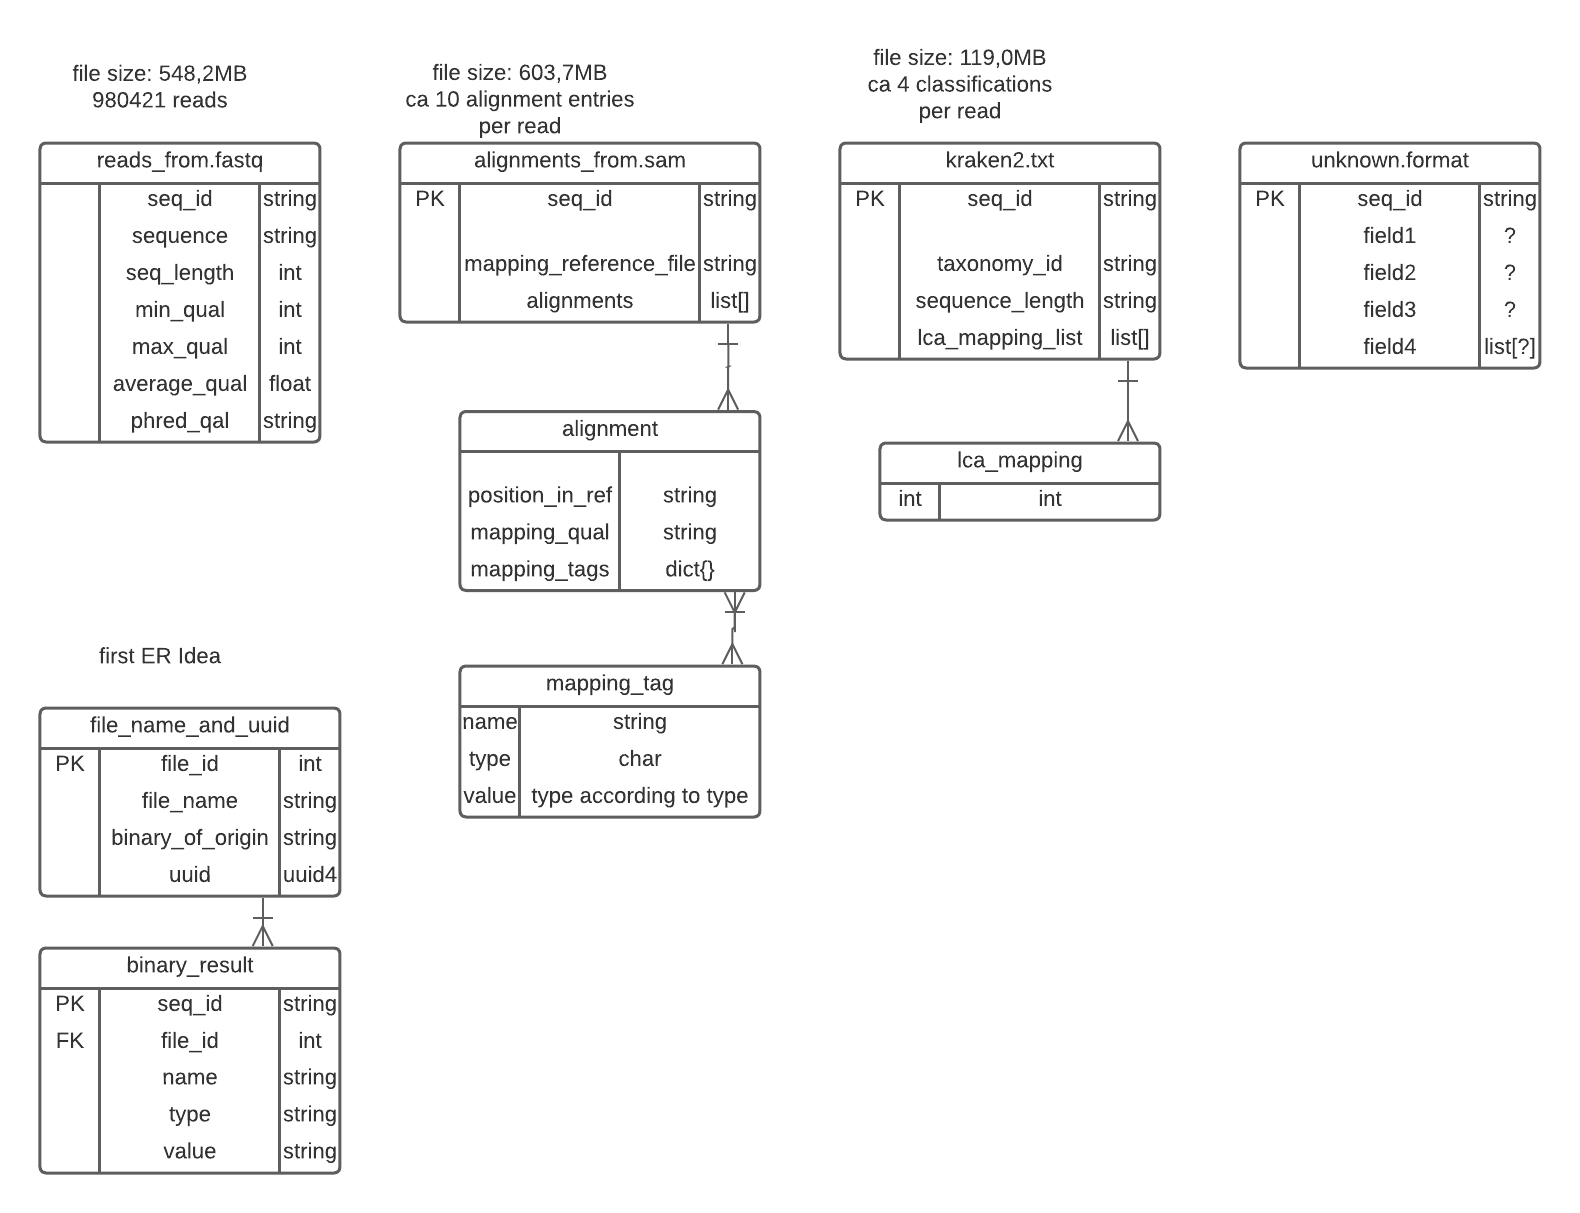 file size: 548,2MB
980421 reads
reads_from.fastq
seq_id string
sequence string
seq_length int
min_qual int
max_qual int
average_qual float
phred_qal string
file size: 603,7MB
ca 10 alignment entries
per read
alignments_from.sam
PK seq_id string
mapping_reference_file string
alignments list[]
alignment
position_in_ref string
mapping_qual string
mapping_tags dict{}
mapping_tag
name string
type char
value type according to type
file size: 119,0MB
ca 4 classifications
per read
kraken2.txt
PK seq_id string
taxonomy_id string
sequence_length string
lca_mapping_list list[]
lca_mapping
int int
unknown.format
PK seq_id string
field1 ?
field2 ?
field3 ?
field4 list[?]
first ER Idea
file_name_and_uuid
PK file_id int
file_name string
binary_of_origin string
uuid uuid4
binary_result
PK seq_id string
FK file_id int
name string
type string
value string